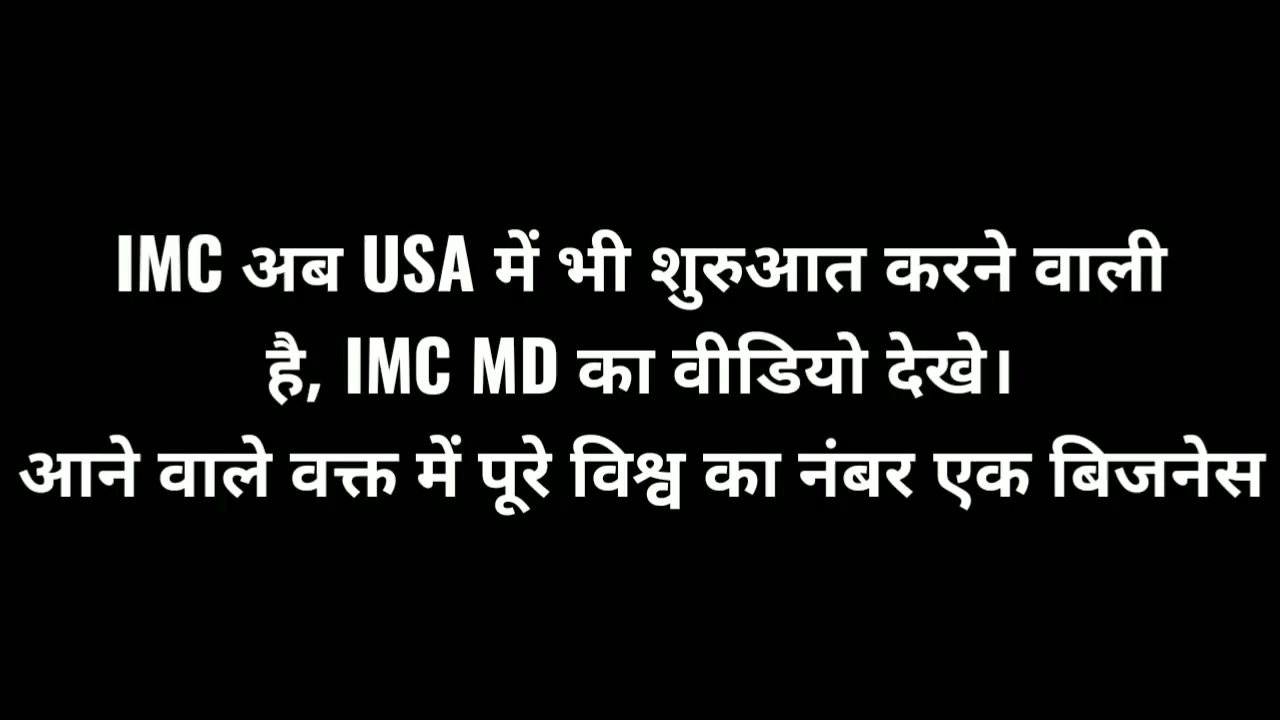 IMC अब USA में भी शुरुआत करने वाली
है, IMC MD का वीडियो देखे।
आने वाले वक्त में पूरे विश्व का नंबर एक बिजनेस